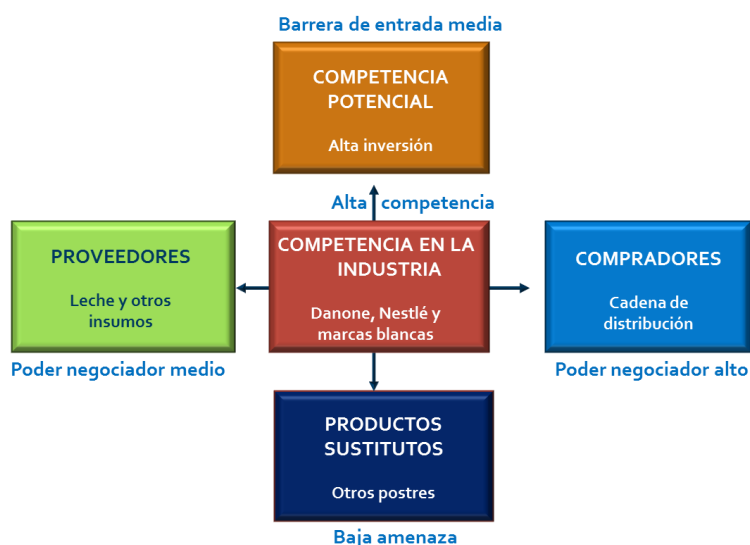 Barrera de entrada media
COMPETENCIA
POTENCIAL
Alta inversión
Alta competencia
PROVEEDORES
Leche y otros
insumos
Poder negociador medio
COMPETENCIA EN LA
INDUSTRIA
Danone, Nestlé y
marcas blancas
COMPRADORES
Cadena de
distribución
Poder negociador alto
PRODUCTOS
SUSTITUTOS
Otros postres
Baja amenaza